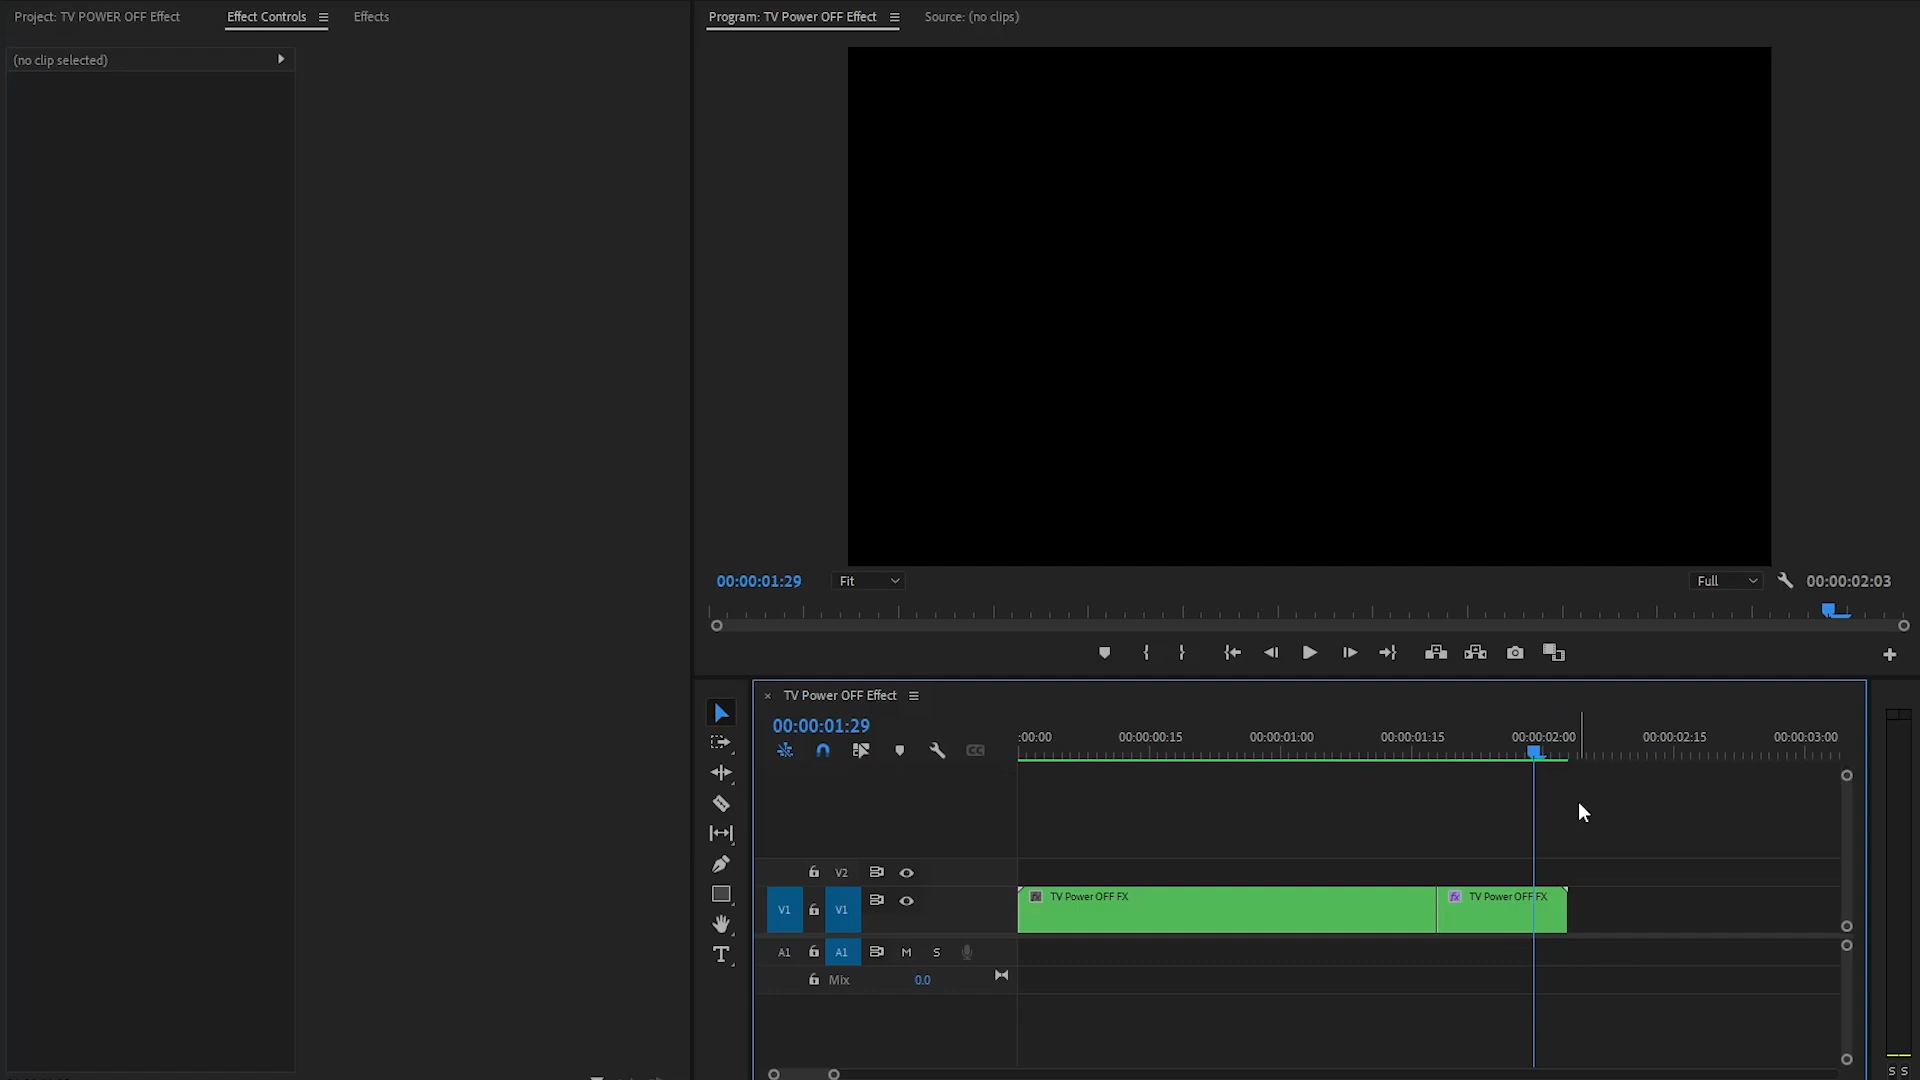 Project: TV POWER OFF Effect
Effect Controls
Effects
(no clip selected)
Program: TV Power OFF Effect
Source: (no clips)
00:00:01:29
Fit
Full
00:00:02:03
× TV Power OFF Effect
00:00:01:29
CC
:00:00
00:00:00:15
00:00:01:00
00:00:01:15
00:00:02:00
00:00:02:15
00:00:03:00
V2
V1
V1
fx TV Power OFF FX
fx TV Power OFF FX
A1
A1
M
S
Mix
0.0
T
S S